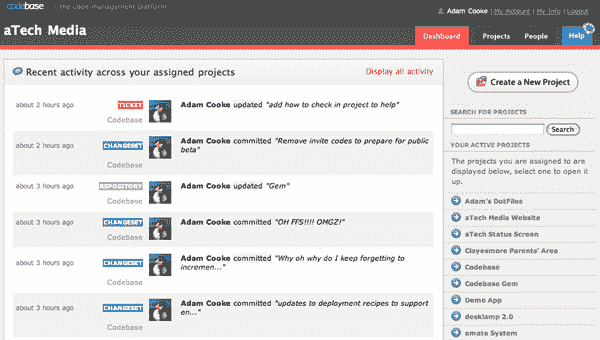 codebase - the code management platform
Adam Cooke | My Account | My Info | Logout
aTech Media
Dashboard Projects People Help
Recent activity across your assigned projects Display all activity
about 2 hours ago TICKET Adam Cooke updated "add how to check in project to help"
Codebase
about 2 hours ago CHANGESET Adam Cooke committed "Remove invite codes to prepare for public
beta"
Codebase
about 3 hours ago REPOSITORY Adam Cooke updated "Gem"
Codebase
about 3 hours ago CHANGESET Adam Cooke committed "OH FFS!!!! OMGZ!"
Codebase
about 3 hours ago CHANGESET Adam Cooke committed "Why oh why do I keep forgetting to
incremen..."
Codebase
about 3 hours ago CHANGESET Adam Cooke committed "updates to deployment recipes to support
en..."
Codebase
Create a New Project
SEARCH FOR PROJECTS
Search
YOUR ACTIVE PROJECTS
The projects you are assigned to are
displayed below, select one to open it
up.
Adam's DotFiles
aTech Media Website
aTech Status Screen
Clayesmore Parents' Area
Codebase
Codebase Gem
Demo App
desklamp 2.0
emate System